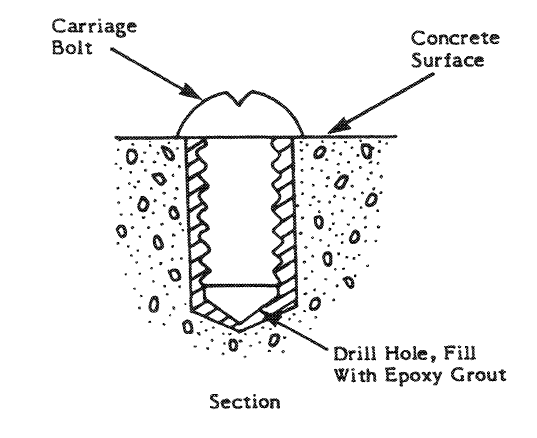 Carriage
Bolt
Concrete
Surface
Drill Hole, Fill
With Epoxy Grout
Section